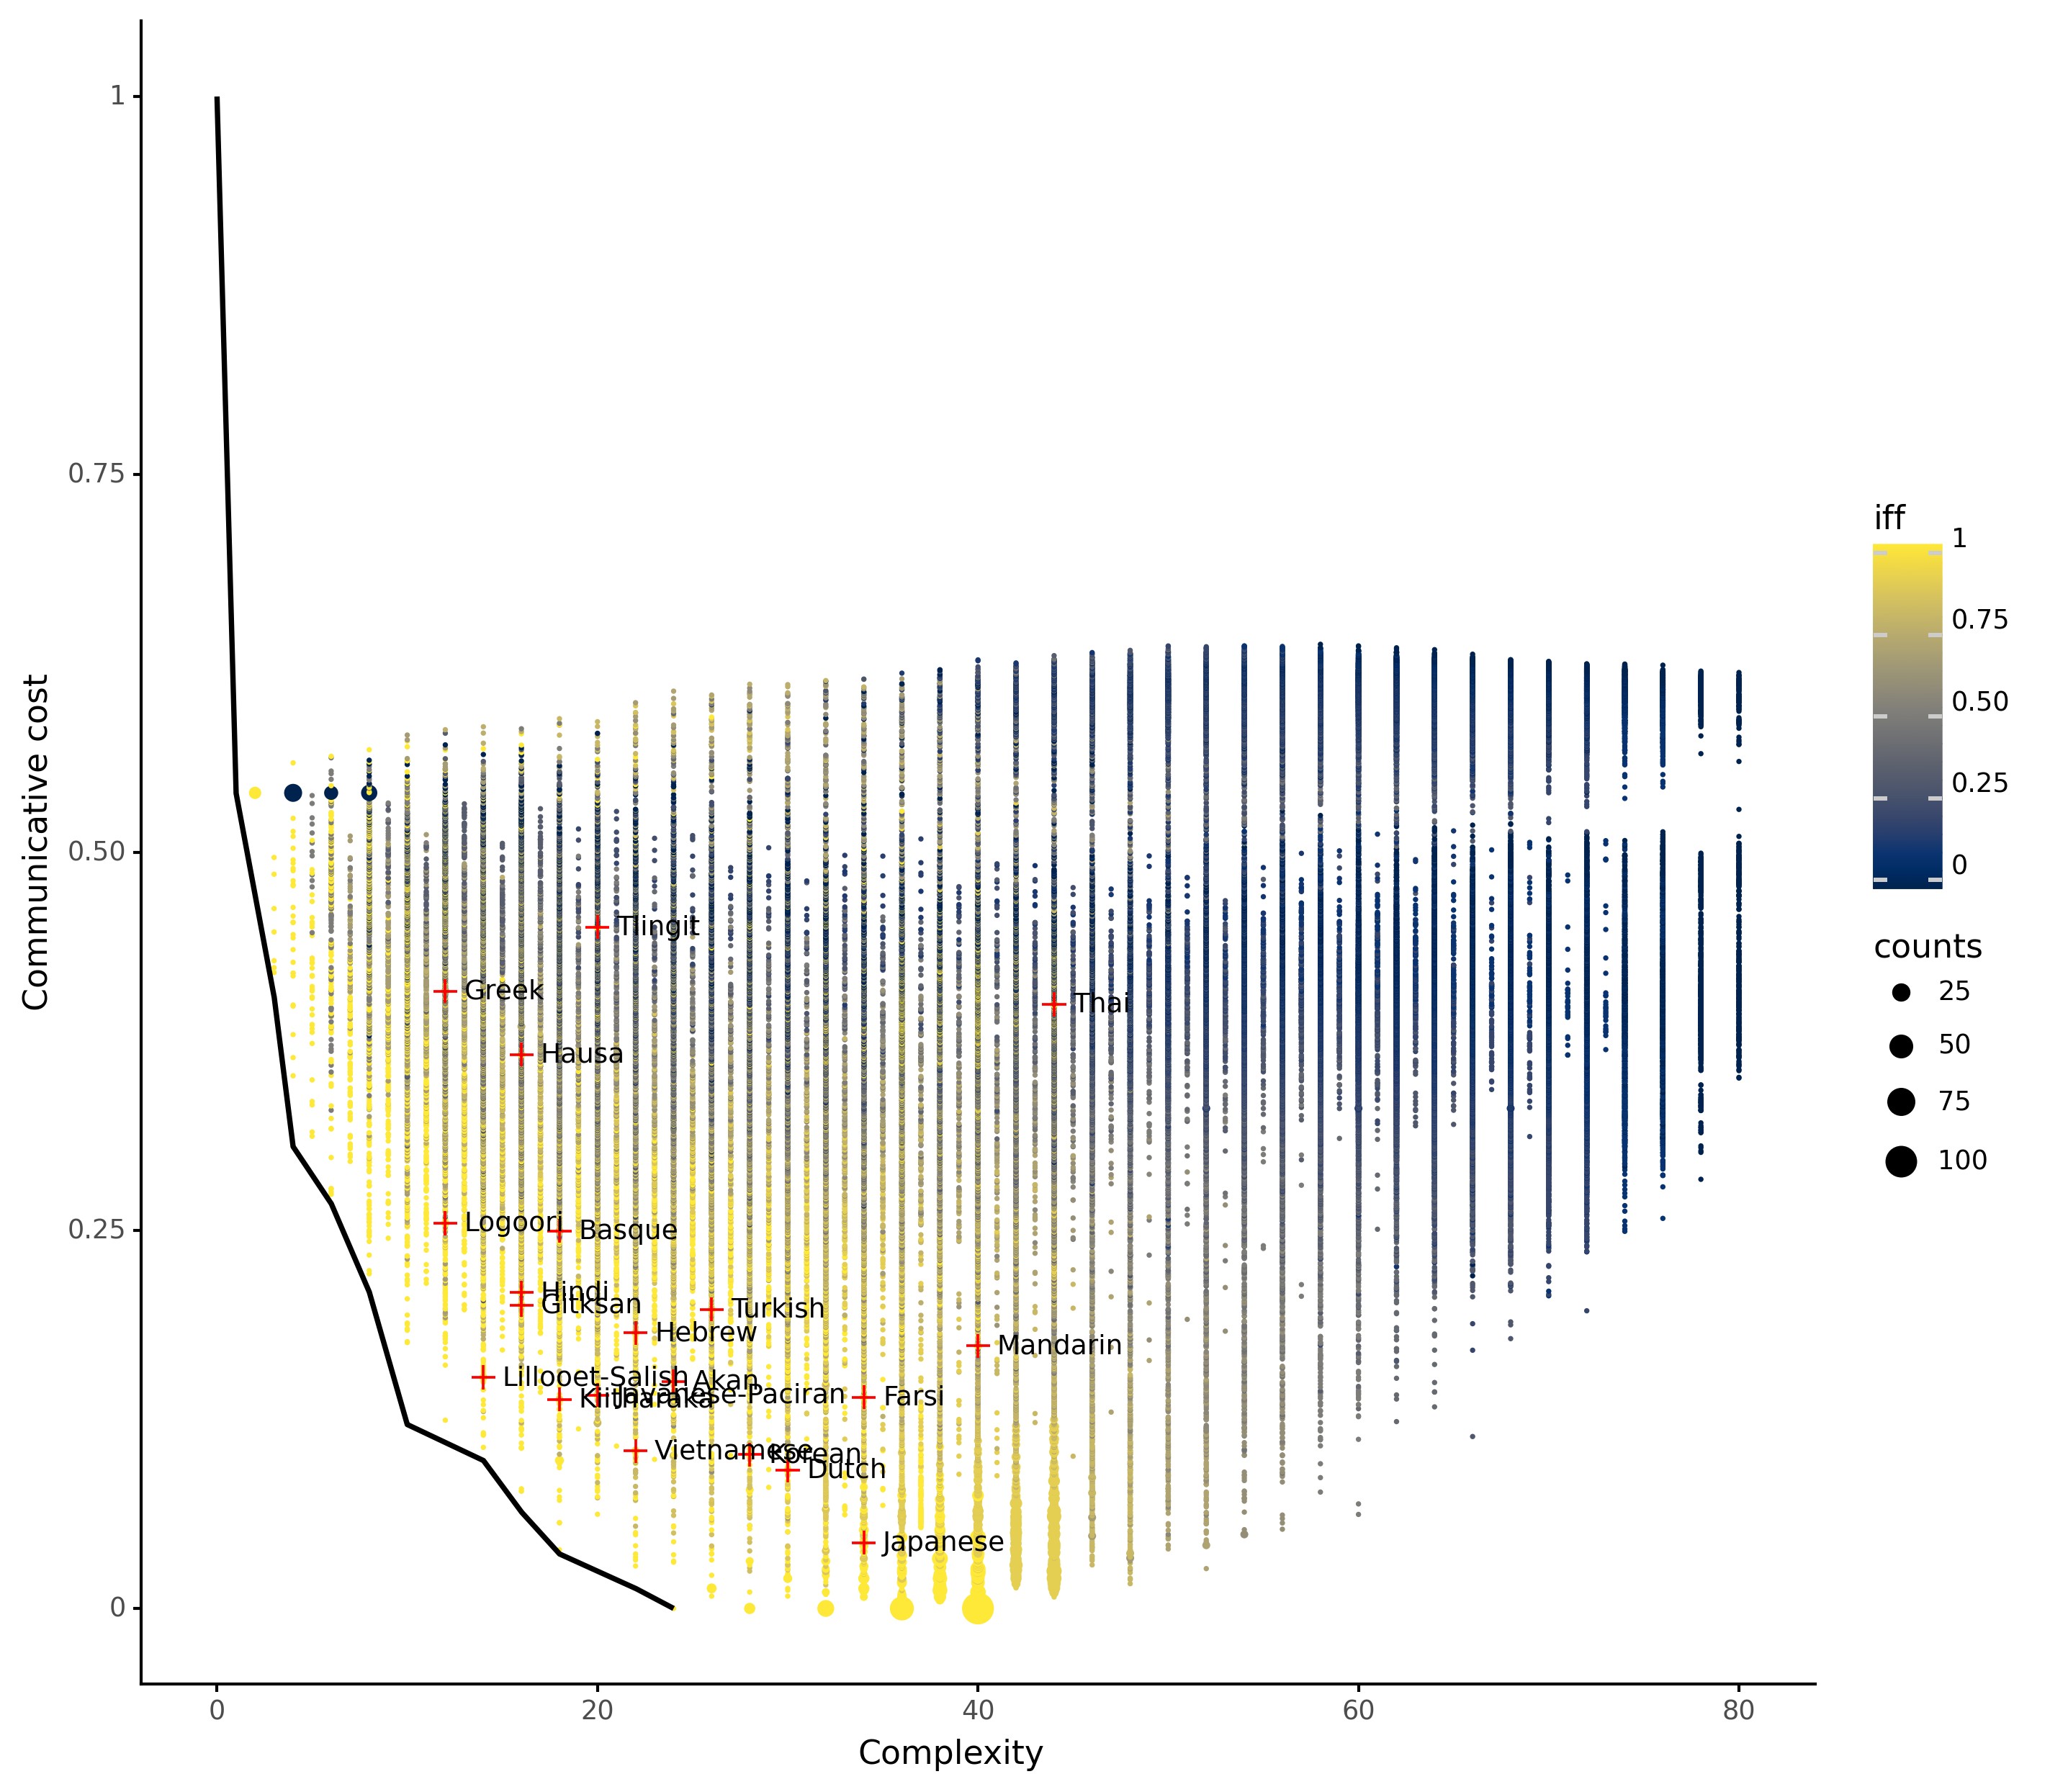 Communicative cost
1
0.75
0.50
0.25
0
Tlingit
Greek
Thai
Hausa
Logoori
Basque
Hindi
Gitksan
Turkish
Hebrew
Mandarin
Lillooet-Salish
Akan
Javanese-Paciran
Kiitharaka
Farsi
Vietnamese
Korean
Dutch
Japanese
0
20
40
60
80
Complexity
iff
1
0.75
0.50
0.25
0
counts
25
50
75
100